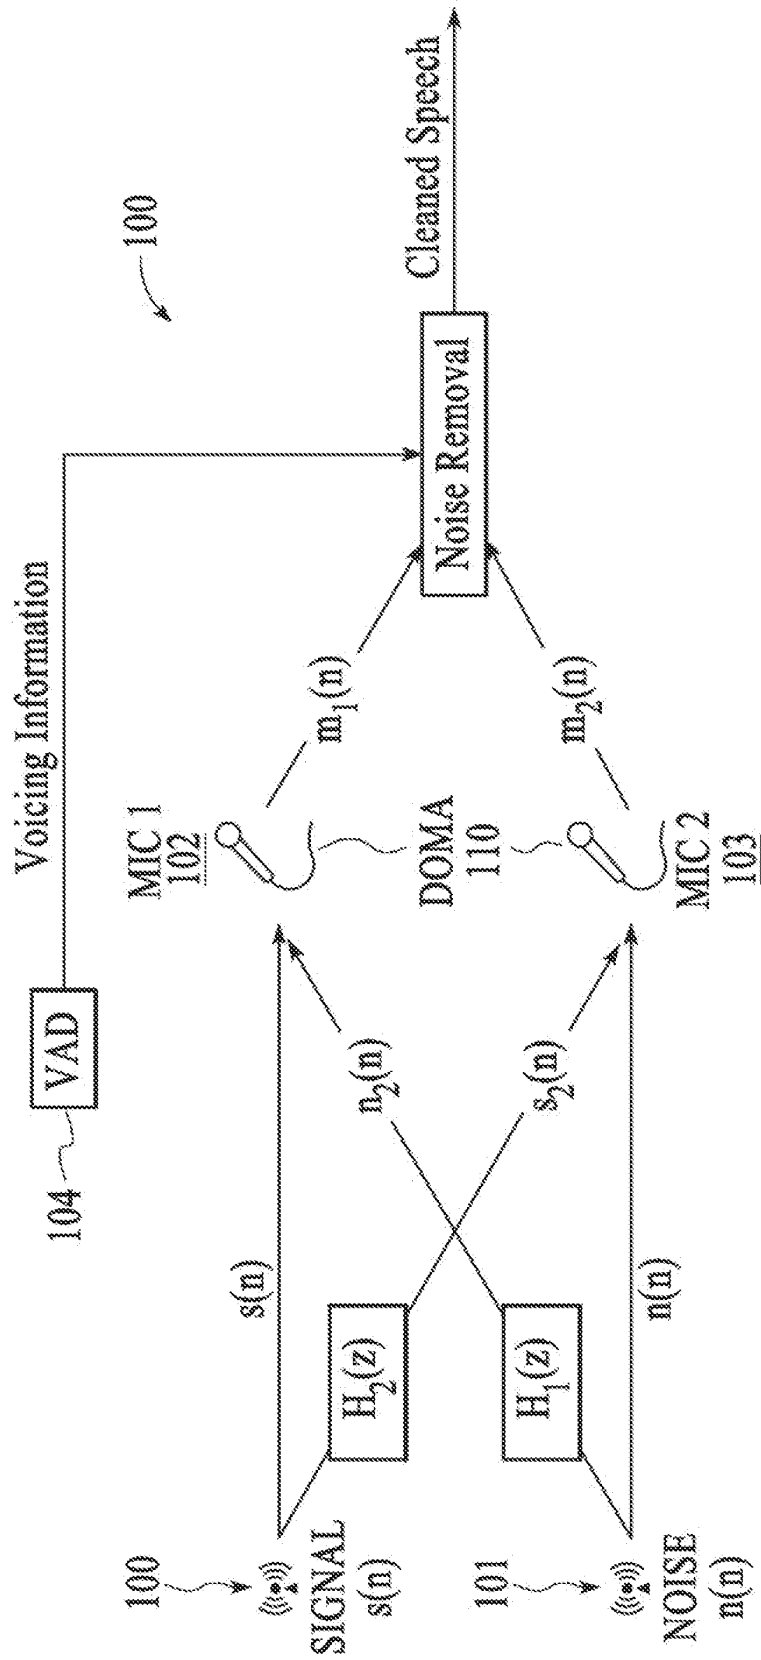 Voicing Information
104
VAD
100
MIC 1
102
100
SIGNAL
s(n)
s(n)
H2(z)
n2(n)
m1(n)
DOMA
110
Noise Removal
Cleaned Speech
101
NOISE
n(n)
H1(z)
s2(n)
n(n)
m2(n)
MIC 2
103